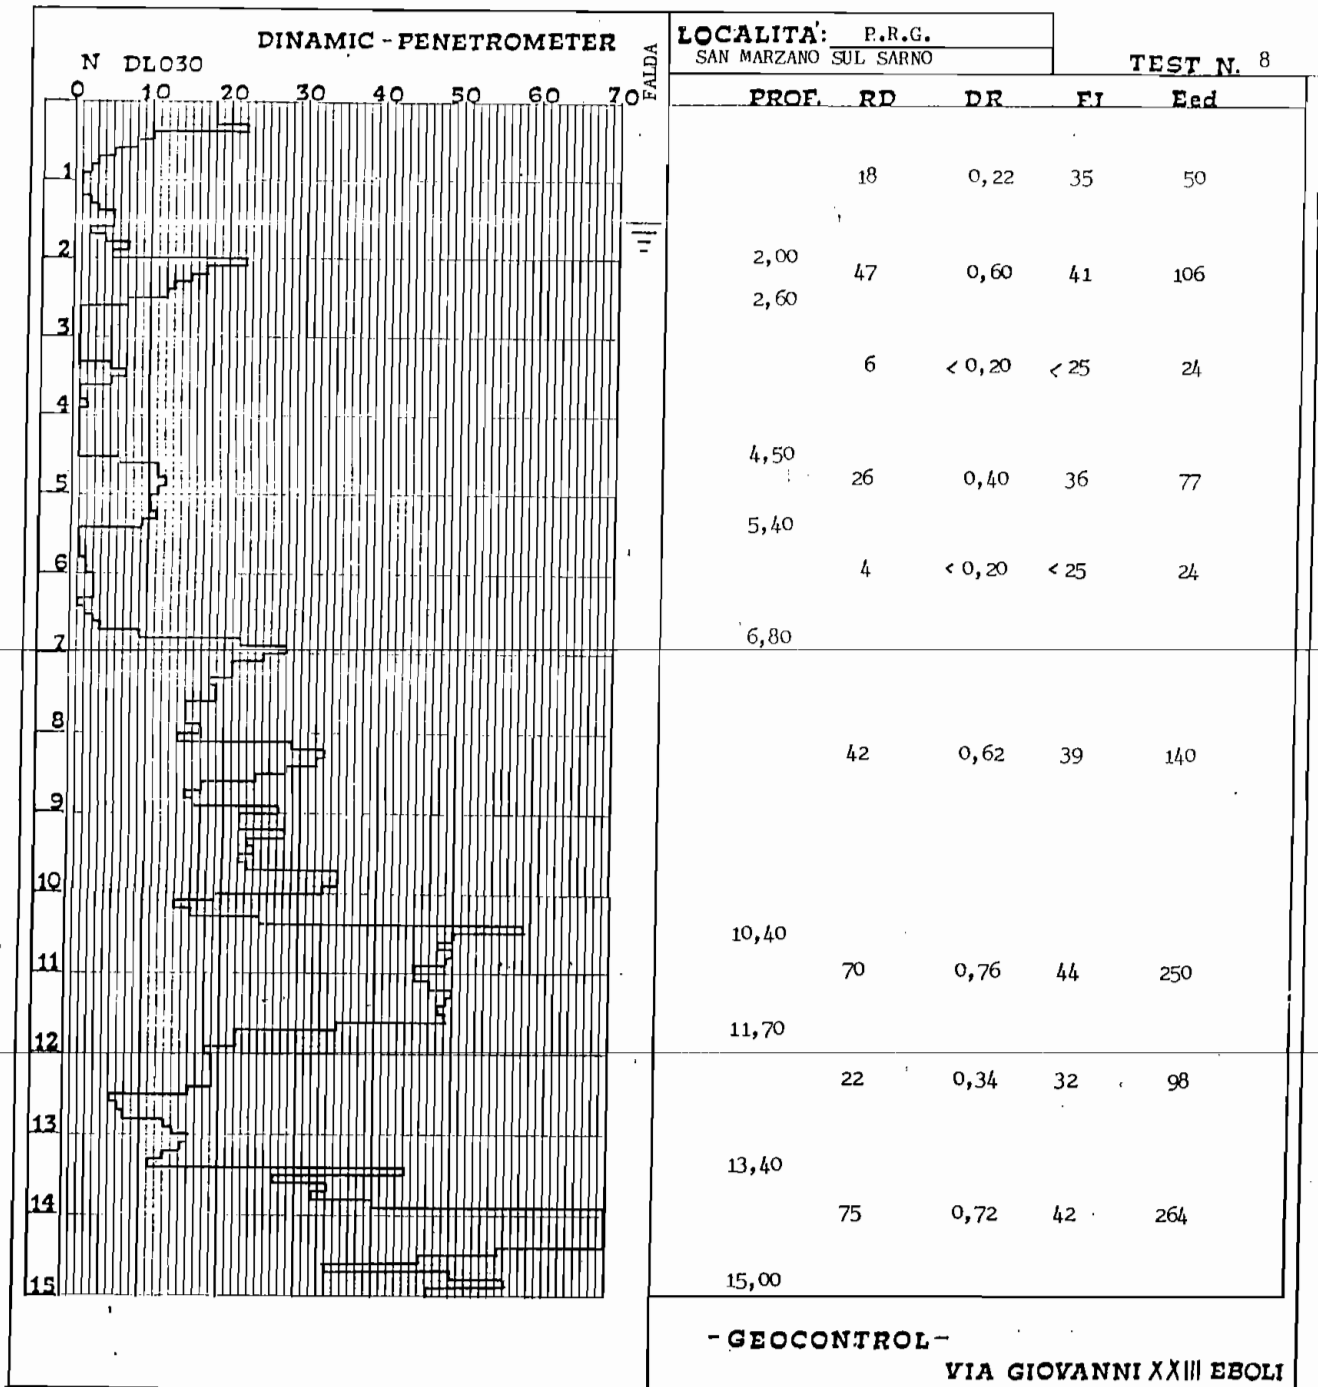 DINAMIC - PENETROMETER
N DL030
0 10 20 30 40 50 60 70
FALDA
1
2
3
4
5
6
7
8
9
10
11
12
13
14
15
LOCALITA': P.R.G.
SAN MARZANO SUL SARNO
TEST N. 8
PROF. RD DR FI Eed
18 0,22 35 50
2,00
47 0,60 41 106
2,60
6 < 0,20 < 25 24
4,50
26 0,40 36 77
5,40
4 < 0,20 < 25 24
6,80
42 0,62 39 140
10,40
70 0,76 44 250
11,70
22 0,34 32 98
13,40
75 0,72 42 264
15,00
- GEOCONTROL -
VIA GIOVANNI XXIII EBOLI